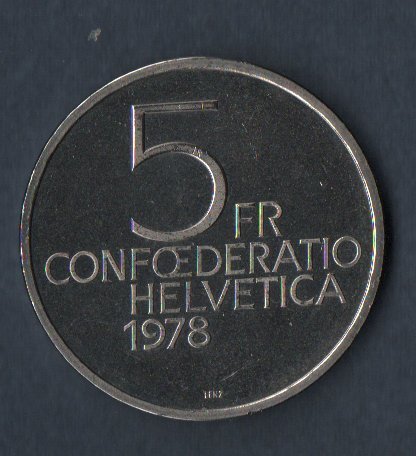 5 FR
CONFŒDERATIO
HELVETICA
1978